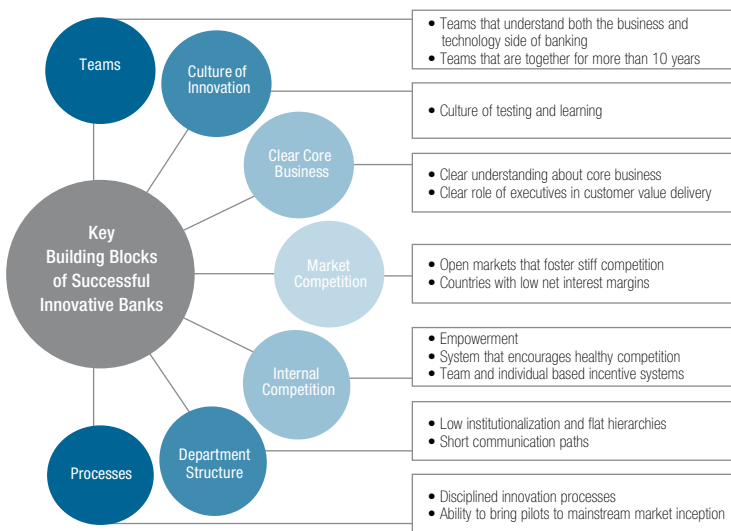 Teams
• Teams that understand both the business and
technology side of banking
• Teams that are together for more than 10 years
Culture of
Innovation
• Culture of testing and learning
Clear Core
Business
• Clear understanding about core business
• Clear role of executives in customer value delivery
Key
Building Blocks
of Successful
Innovative Banks
Market
Competition
• Open markets that foster stiff competition
• Countries with low net interest margins
Internal
Competition
• Empowerment
• System that encourages healthy competition
• Team and individual based incentive systems
Department
Structure
• Low institutionalization and flat hierarchies
• Short communication paths
Processes
• Disciplined innovation processes
• Ability to bring pilots to mainstream market inception